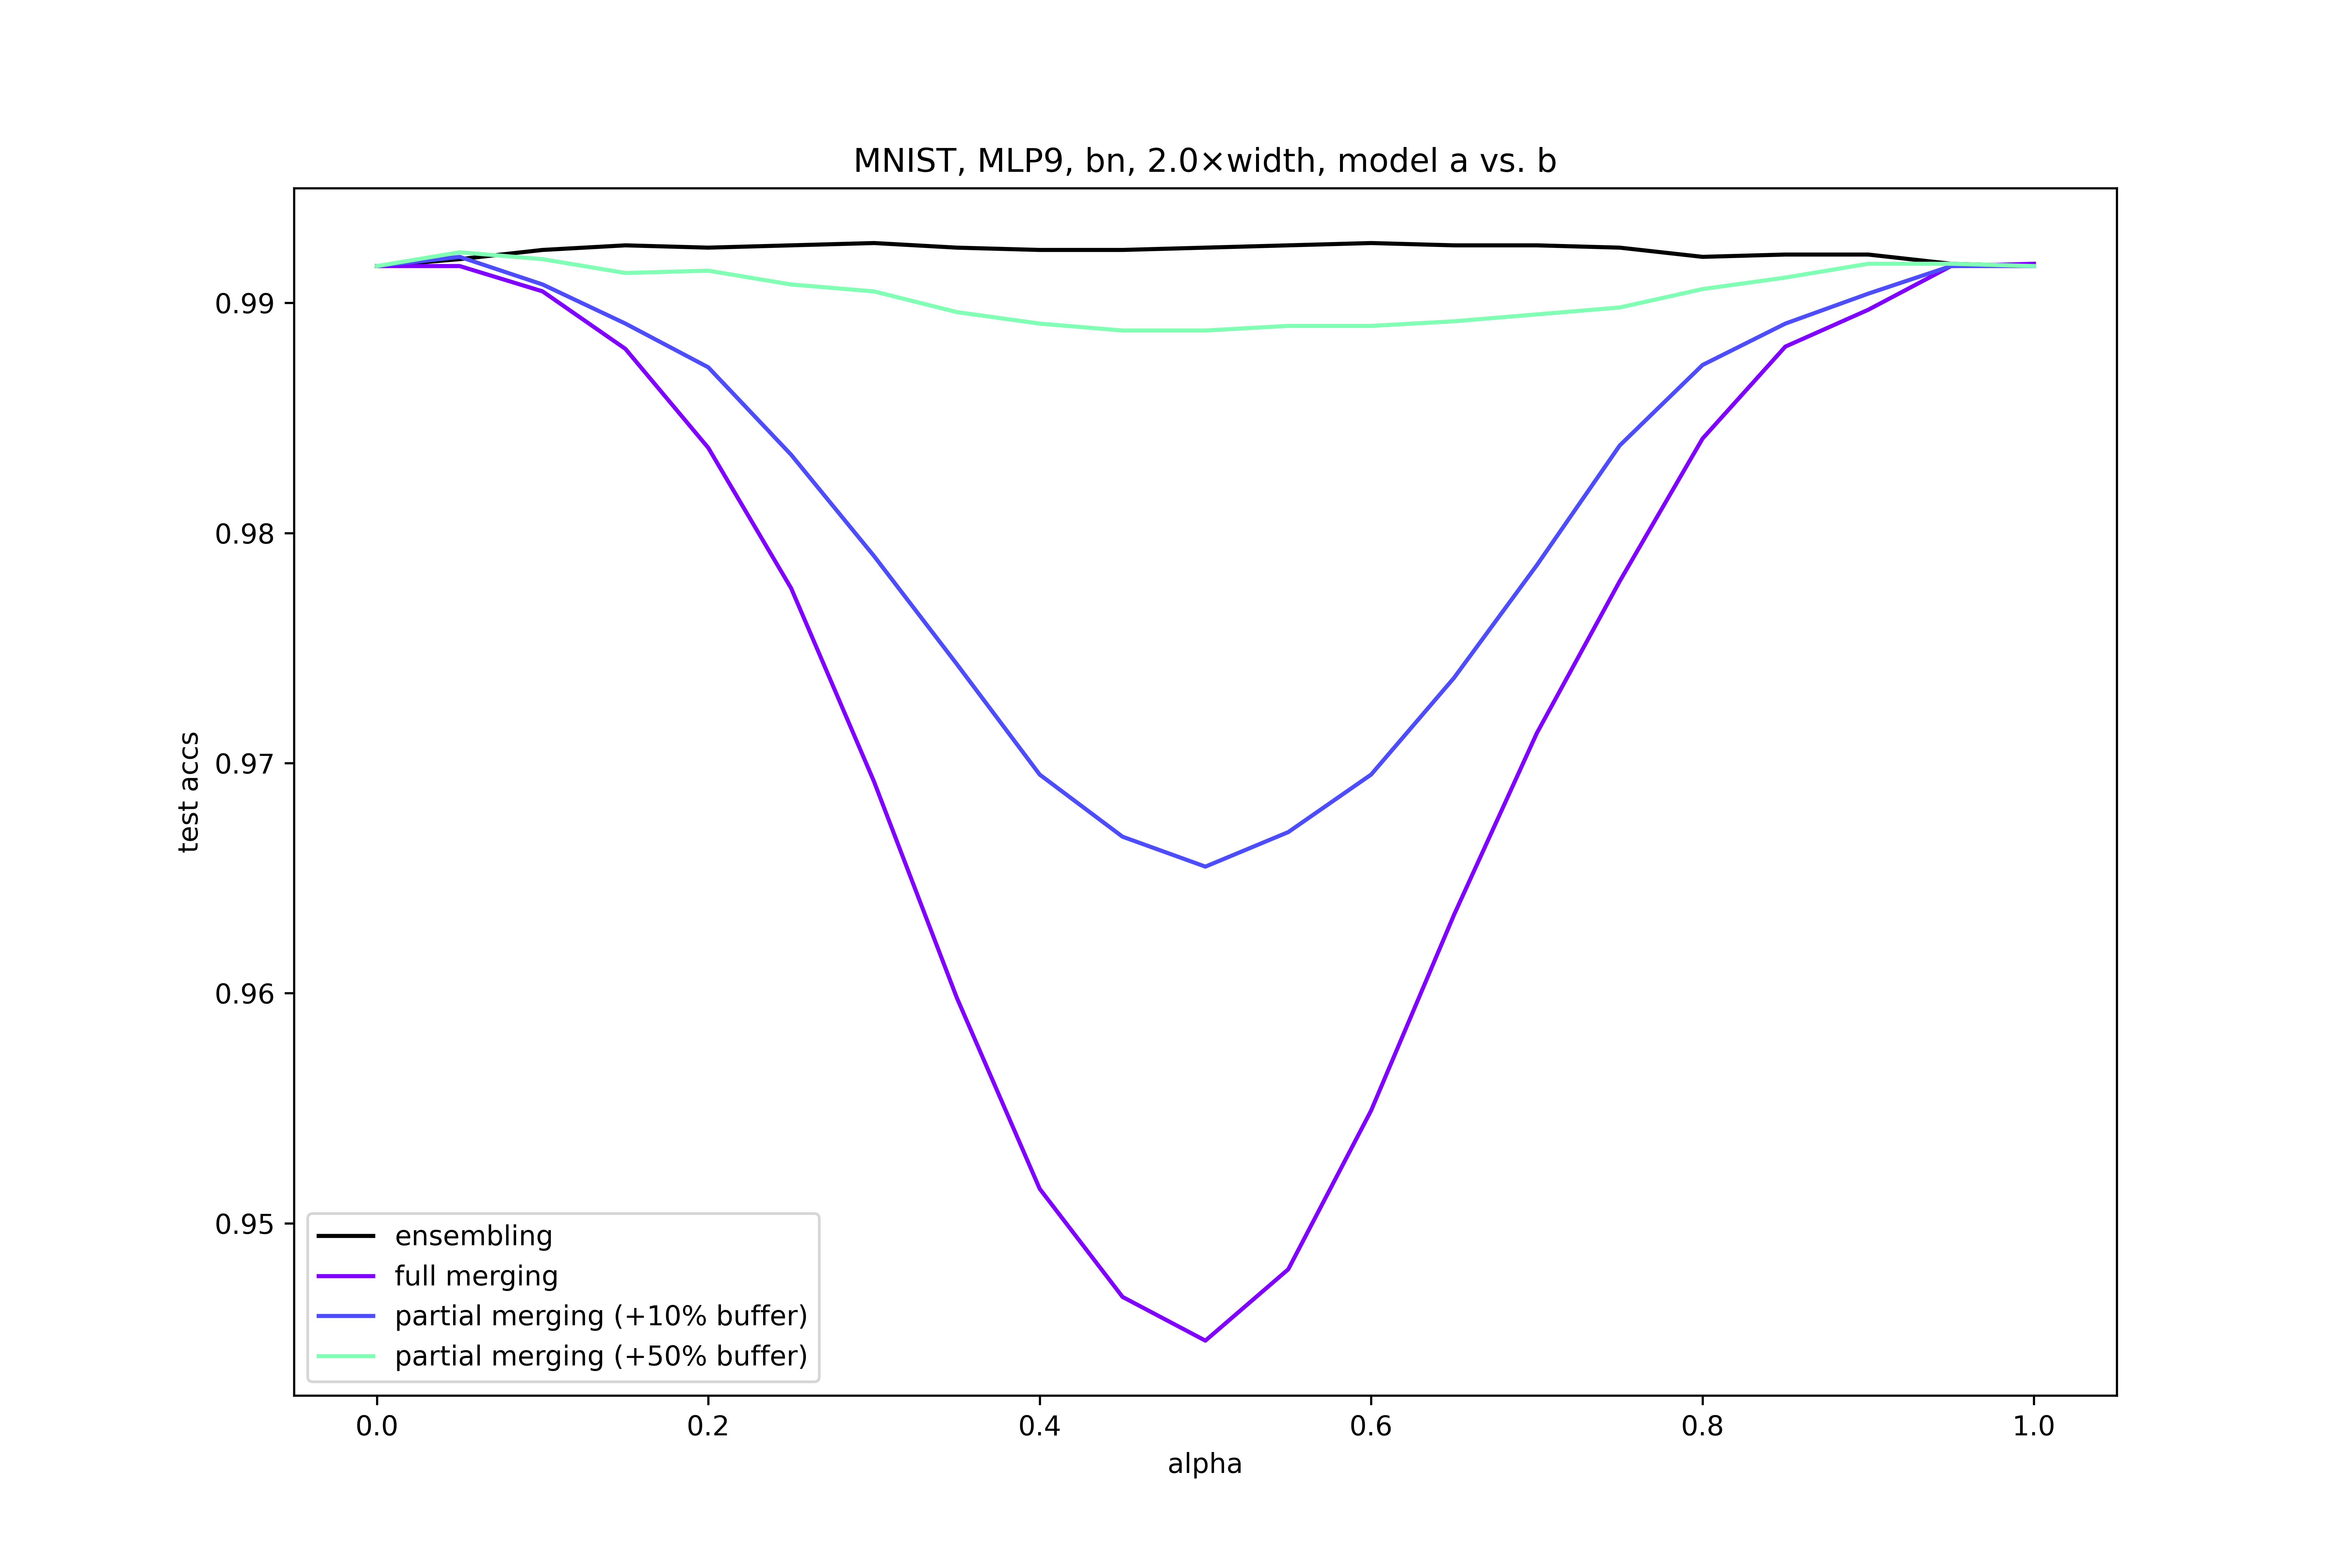 MNIST, MLP9, bn, 2.0×width, model a vs. b
0.99
0.98
0.97
0.96
0.95
test accs
ensembling
full merging
partial merging (+10% buffer)
partial merging (+50% buffer)
0.0 0.2 0.4 0.6 0.8 1.0
alpha